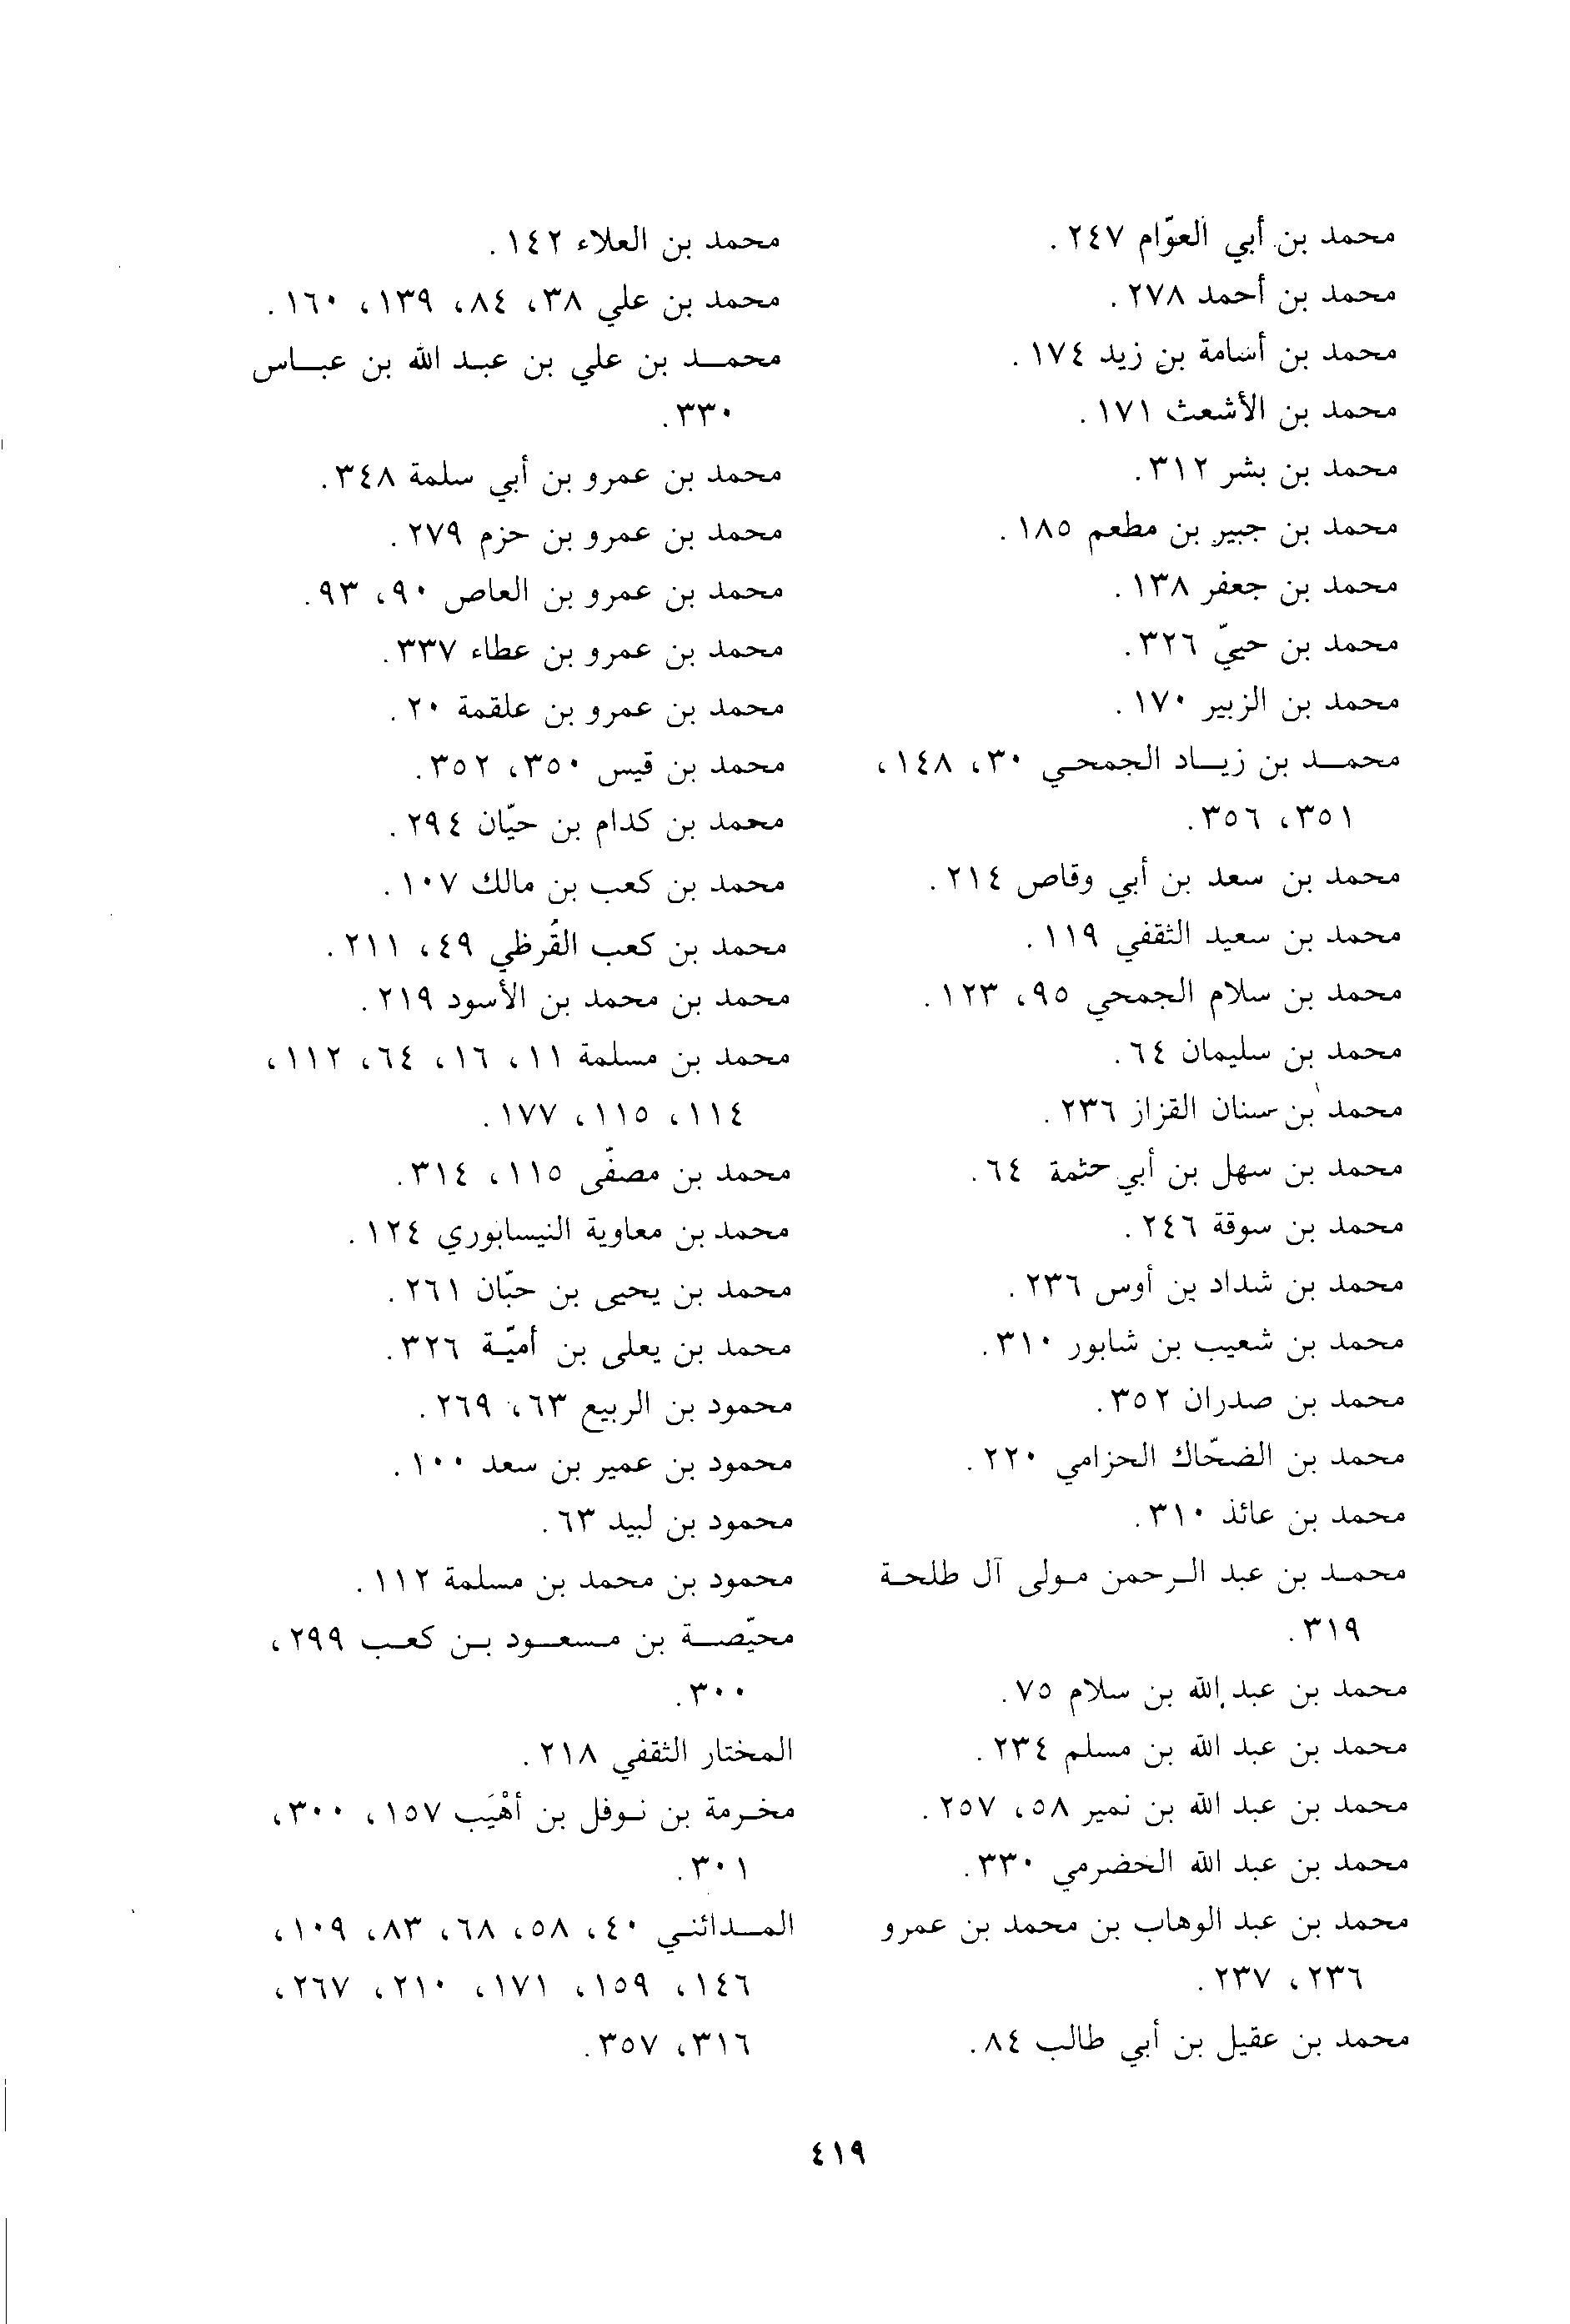 محمد بن أبي العوّام ٢٤٧.
محمد بن أحمد ٢٧٨.
محمد بن أسامة بن زيد ١٧٤.
محمد بن الأشعث ١٧١.
محمد بن بشر ٣١٢.
محمد بن جبير بن مطعم ١٨٥.
محمد بن جعفر ١٣٨.
محمد بن حييّ ٣٢٦.
محمد بن الزبير ١٧٠.
محمد بن زياد الجمحي ٣٠، ١٤٨،
٣٥١، ٣٥٦.
محمد بن سعد بن أبي وقاص ٢١٤.
محمد بن سعيد الثقفي ١١٩.
محمد بن سلام الجمحي ٩٥، ١٢٣.
محمد بن سليمان ٦٤.
محمد بن سنان القزاز ٢٣٦.
محمد بن سهل بن أبي حثمة ٦٤.
محمد بن سوقة ٢٤٦.
محمد بن شداد بن أوس ٢٣٦.
محمد بن شعيب بن شابور ٣١٠.
محمد بن صدران ٣٥٢.
محمد بن الضحّاك الحزامي ٢٢٠.
محمد بن عائذ ٣١٠.
محمد بن عبد الرحمن مولى آل طلحة
٣١٩.
محمد بن عبد الله بن سلام ٧٥.
محمد بن عبد الله بن مسلم ٢٣٤.
محمد بن عبد الله بن نمير ٥٨، ٢٥٧.
محمد بن عبد الله الخضرمي ٣٣٠.
محمد بن عبد الوهاب بن محمد بن عمرو
٢٣٦، ٢٣٧.
محمد بن عقيل بن أبي طالب ٨٤.
محمد بن العلاء ١٤٢.
محمد بن علي ٣٨، ٨٤، ١٣٩، ١٦٠.
محمد بن علي بن عبد الله بن عباس
٣٣٠.
محمد بن عمرو بن أبي سلمة ٣٤٨.
محمد بن عمرو بن حزم ٢٧٩.
محمد بن عمرو بن العاص ٩٠، ٩٣.
محمد بن عمرو بن عطاء ٣٣٧.
محمد بن عمرو بن علقمة ٢٠.
محمد بن قيس ٣٥٠، ٣٥٢.
محمد بن كدام بن حيّان ٢٩٤.
محمد بن كعب بن مالك ١٠٧.
محمد بن كعب القُرظي ٤٩، ٢١١.
محمد بن محمد بن الأسود ٢١٩.
محمد بن مسلمة ١١، ١٦، ٦٤، ١١٢،
١١٤، ١١٥، ١٧٧.
محمد بن مصفّى ١١٥، ٣١٤.
محمد بن معاوية النيسابوري ١٢٤.
محمد بن يحيى بن حبّان ٢٦١.
محمد بن يعلى بن أميّة ٣٢٦.
محمود بن الربيع ٦٣، ٢٦٩.
محمود بن عمير بن سعد ١٠٠.
محمود بن لبيد ٦٣.
محمود بن محمد بن مسلمة ١١٢.
محيّصة بن مسعود بن كعب ٢٩٩،
٣٠٠.
المختار الثقفي ٢١٨.
مخرمة بن نوفل بن أهْيَب ١٥٧، ٣٠٠،
٣٠١.
المدائني ٤٠، ٥٨، ٦٨، ٨٣، ١٠٩،
١٤٦، ١٥٩، ١٧١، ٢١٠، ٢٦٧،
٣١٦، ٣٥٧.
٤١٩